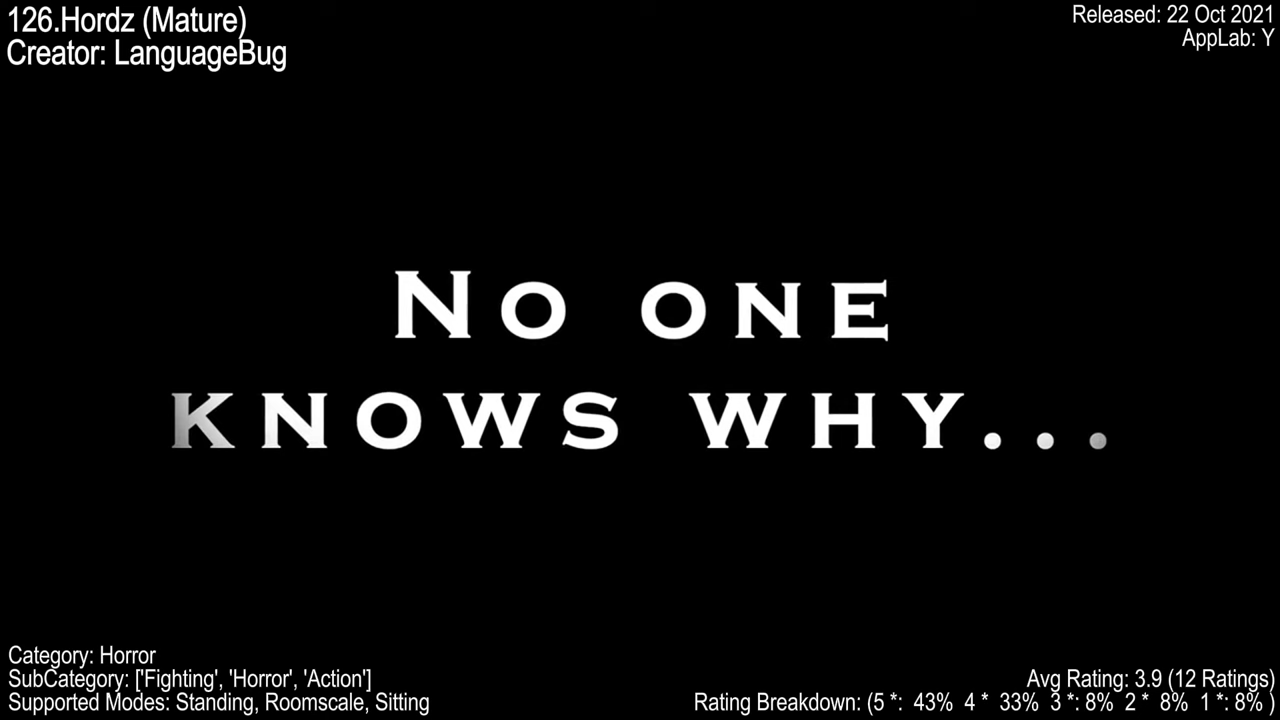 126.Hordz (Mature)
Creator: LanguageBug
Released: 22 Oct 2021
AppLab: Y
No one
knows why...
Category: Horror
SubCategory: ['Fighting', 'Horror', 'Action']
Supported Modes: Standing, Roomscale, Sitting
Avg Rating: 3.9 (12 Ratings)
Rating Breakdown: (5 *: 43% 4 * 33% 3 *: 8% 2 * 8% 1 *: 8% )